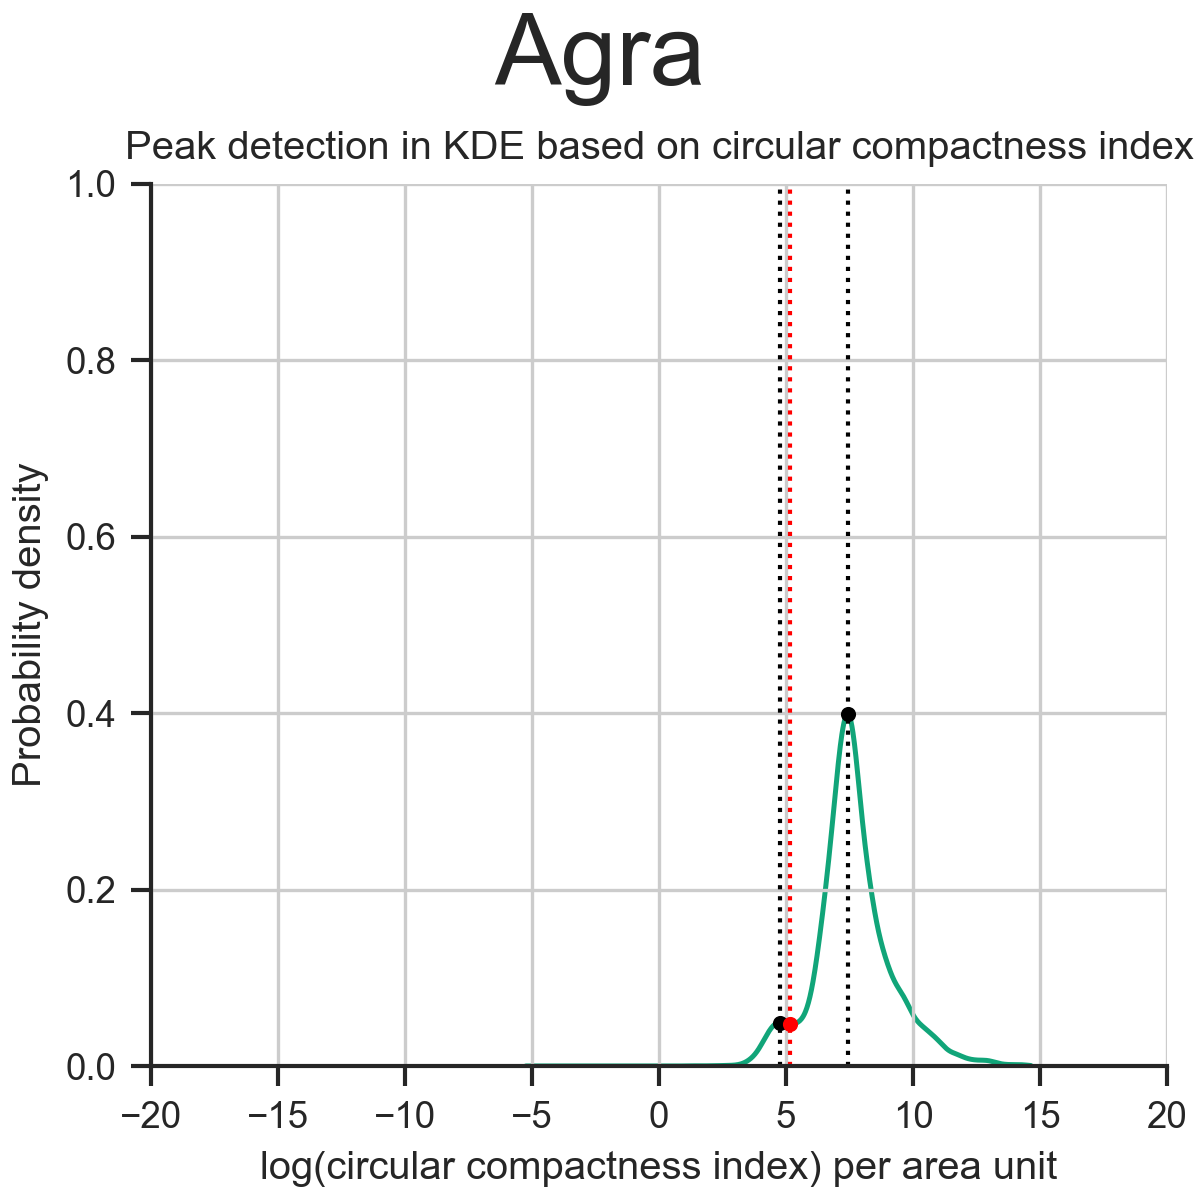 Agra
Peak detection in KDE based on circular compactness index
1.0
0.8
0.6
0.4
0.2
0.0
Probability density
−20 −15 −10 −5 0 5 10 15 20
log(circular compactness index) per area unit